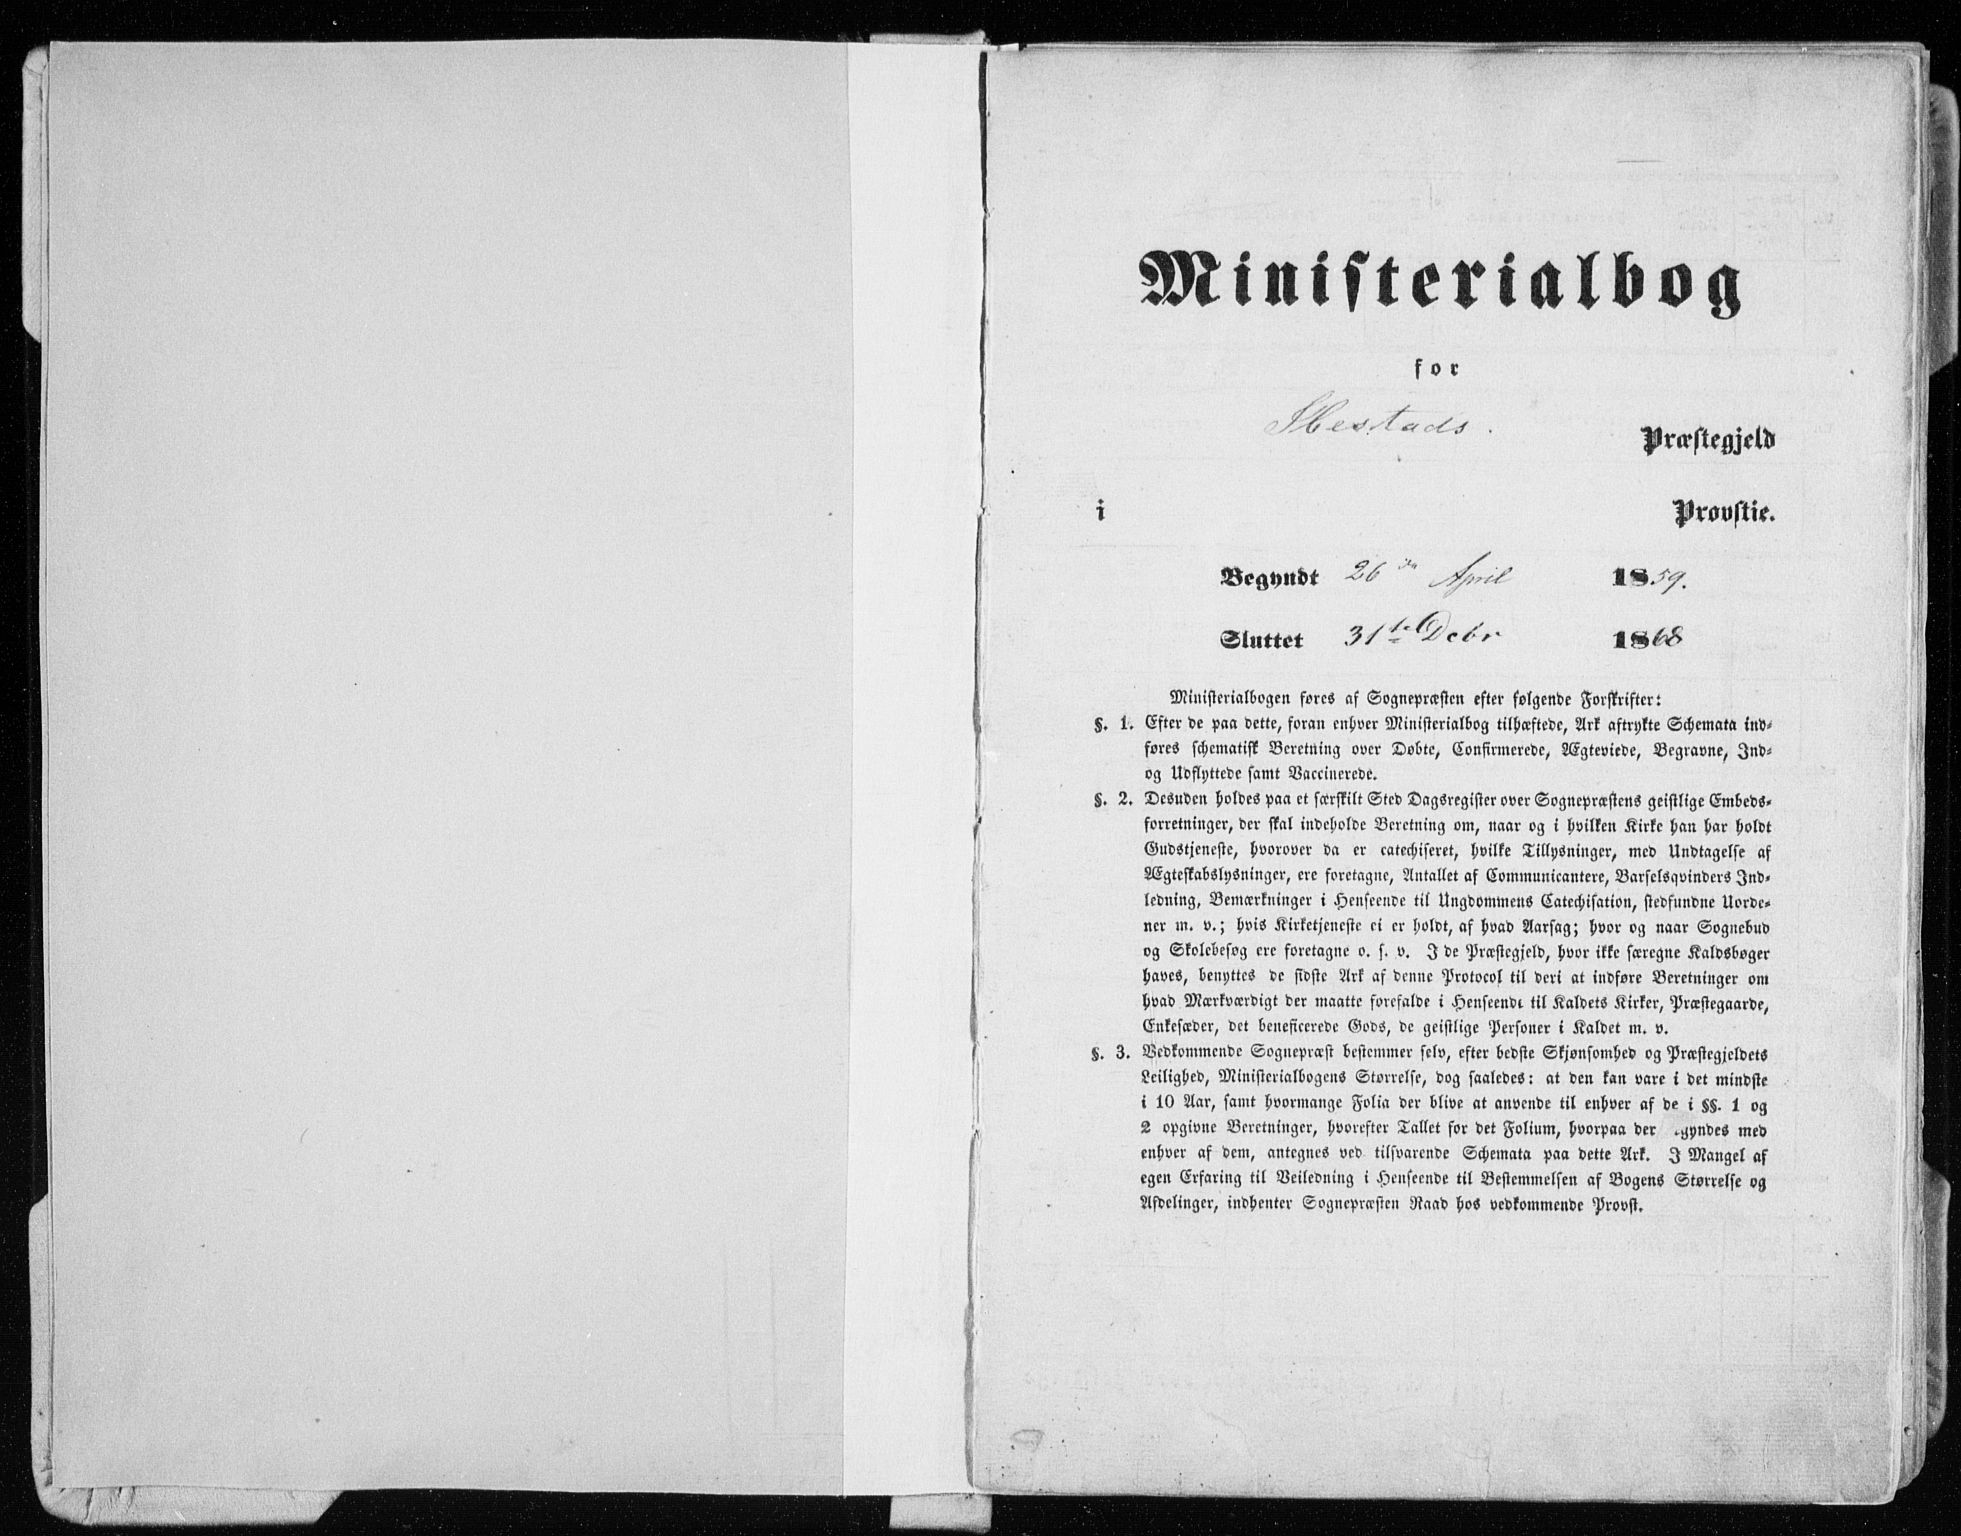 Ministerialbog
for
Ibestads. Præstegjeld
i Provstie.
Begyndt 26 April 1859.
Sluttet 31te Debr 1868
Ministerialbogen føres af Sognepræsten efter følgende Forskrifter:
§. 1. Efter de paa dette, foran enhver Ministerialbog tilhæftede, Ark aftrykte Schemata ind-
føres schematisk Beretning over Døbte, Confirmerede, Ægteviede, Begravne, Ind-
og Udflyttede samt Vaccinerede.
§. 2. Desuden holdes paa et særskilt Sted Dagsregister over Sognepræstens geistlige Embeds-
forretninger, der skal indeholde Beretning om, naar og i hvilken Kirke han har holdt
Gudstjeneste, hvorover da er catechiseret, hvilke Tillysninger, med Undtagelse af
Ægteskabslysninger, ere foretagne, Antallet af Communicantere, Barselsqvinders Ind-
ledning, Bemærkninger i Henseende til Ungdommens Catechisation, stedfundne Uorde-
ner m. v.; hvis Kirketjeneste ei er holdt, af hvad Aarsag; hvor og naar Sognebud
og Skolebesøg ere foretagne o. s. v. I de Præstegjeld, hvor ikke særegne Kaldsbøger
haves, benyttes de sidste Ark af denne Protocol til deri at indføre Beretninger om
hvad Mærkværdigt der maatte forefalde i Henseende til Kaldets Kirker, Præstegaarde,
Enkesæder, det beneficerede Gods, de geistlige Personer i Kaldet m. v.
§. 3. Vedkommende Sognepræst bestemmer selv, efter bedste Skjønsomhed og Præstegjeldets
Leilighed, Ministerialbogens Størrelse, dog saaledes: at den kan vare i det mindste
i 10 Aar, samt hvormange Folia der blive at anvende til enhver af de i §§. 1 og
2 opgivne Beretninger, hvorefter Tallet for det Folium, hvorpaa der gyndes med
enhver af dem, antegnes ved tilsvarende Schemata paa dette Ark. I Mangel af
egen Erfaring til Veiledning i Henseende til Bestemmelsen af Bogens Størrelse og
Afdelinger, indhenter Sognepræsten Raad hos vedkommende Provst.